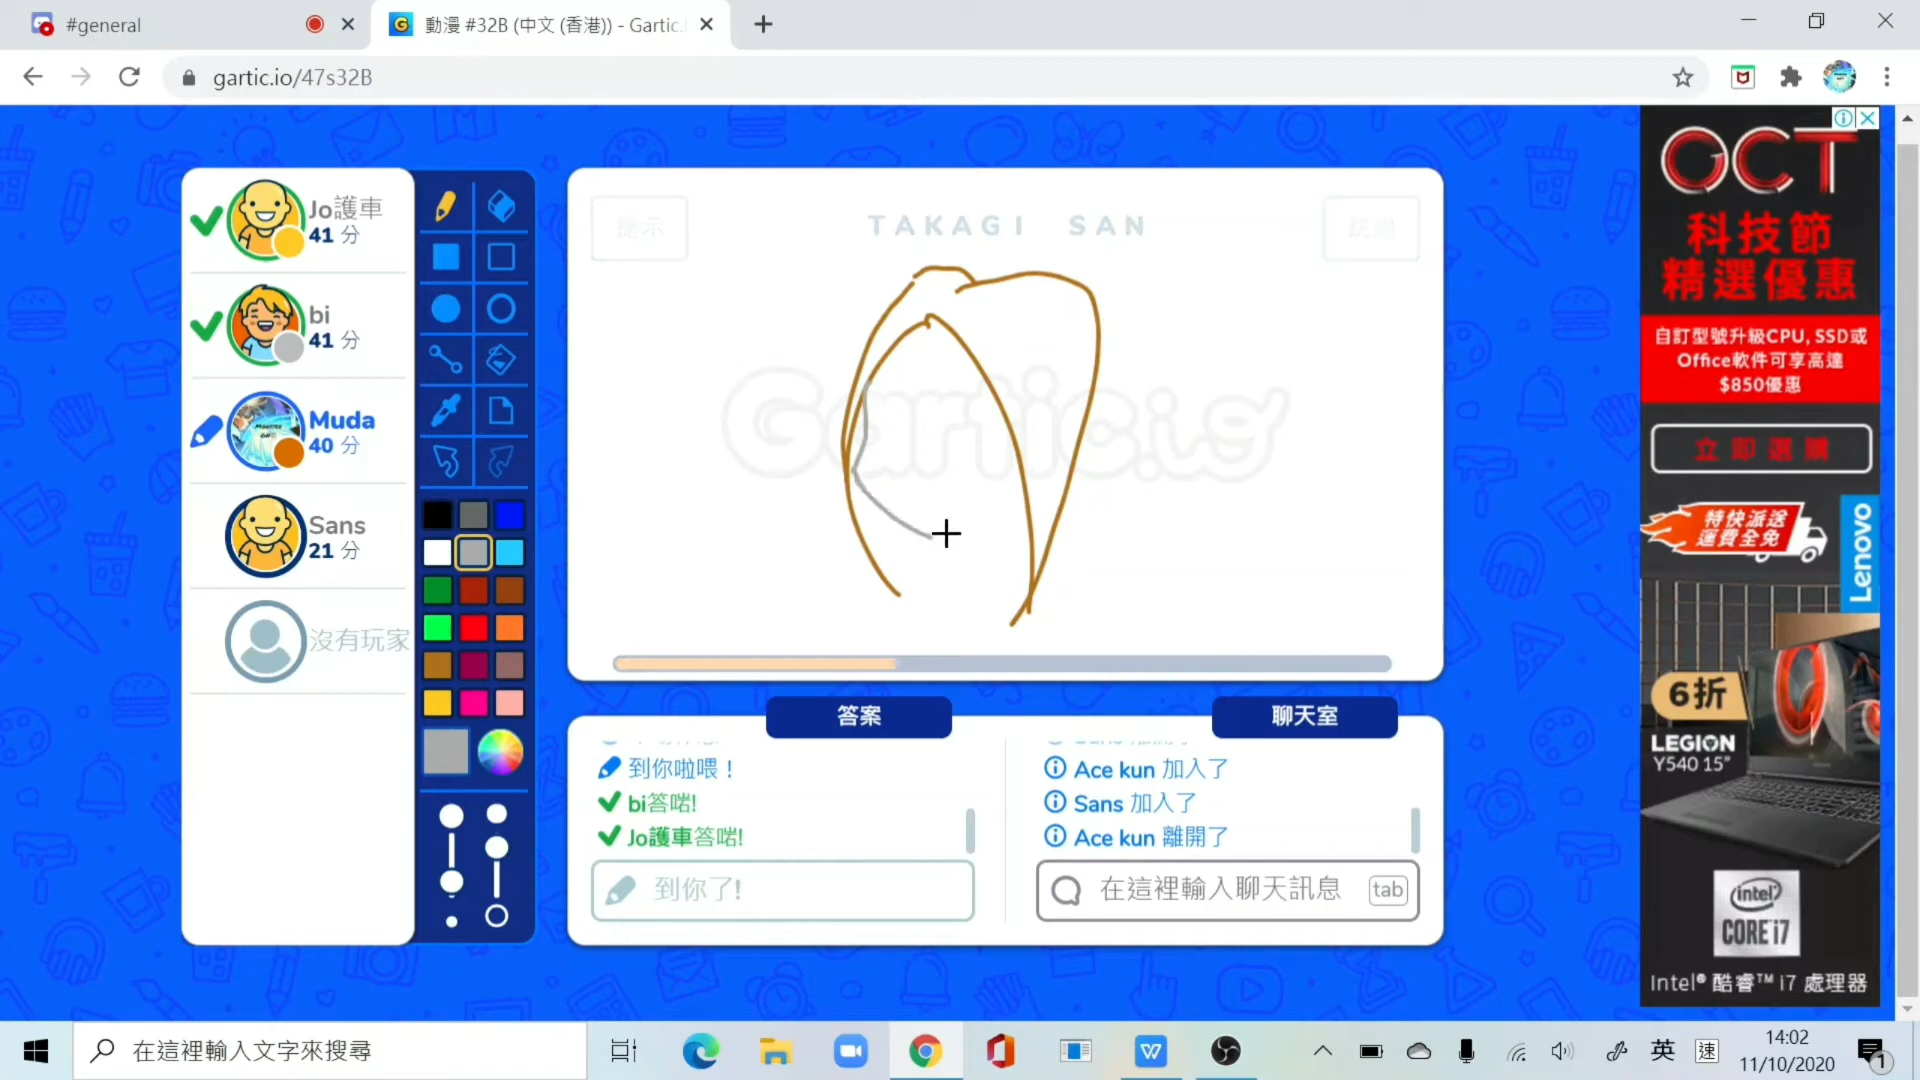 #general
動漫 #32B (中文 (香港)) - Gartic.
gartic.io/47s32B
Jo護車
41 分
bi
41 分
Muda
40 分
Sans
21 分
沒有玩家
提示
TAKAGI SAN
跳過
Gartic.io
答案
到你啦喂！
bi答啱!
Jo護車答啱!
到你了!
聊天室
Ace kun 加入了
Sans 加入了
Ace kun 離開了
在這裡輸入聊天訊息
tab
OCT
科技節
精選優惠
自訂型號升級CPU, SSD或
Office軟件可享高達
$850優惠
立即選購
特快派送
運費全免
Lenovo
6折
LEGION
Y540 15"
intel
CORE i7
Intel® 酷睿™ i7 處理器
在這裡輸入文字來搜尋
英
速
14:02
11/10/2020
1